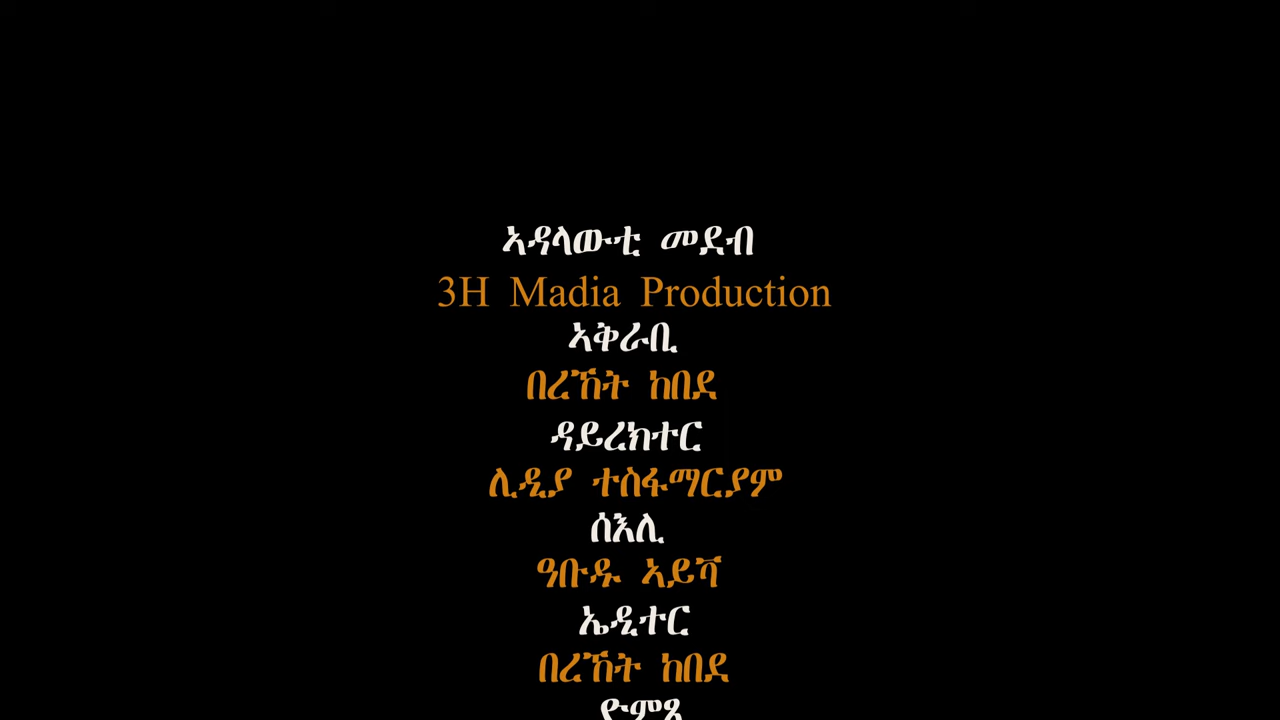 ኣዳላውቲ መደብ
3H Madia Production
ኣቅራቢ
በረኸት ከበደ
ዳይረክተር
ሊዲያ ተስፋማርያም
ሰእሊ
ዓቡዱ ኣይሻ
ኤዲተር
በረኸት ከበደ